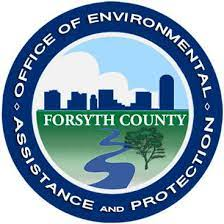 OFFICE OF ENVIRONMENTAL
FORSYTH COUNTY
ASSISTANCE AND PROTECTION